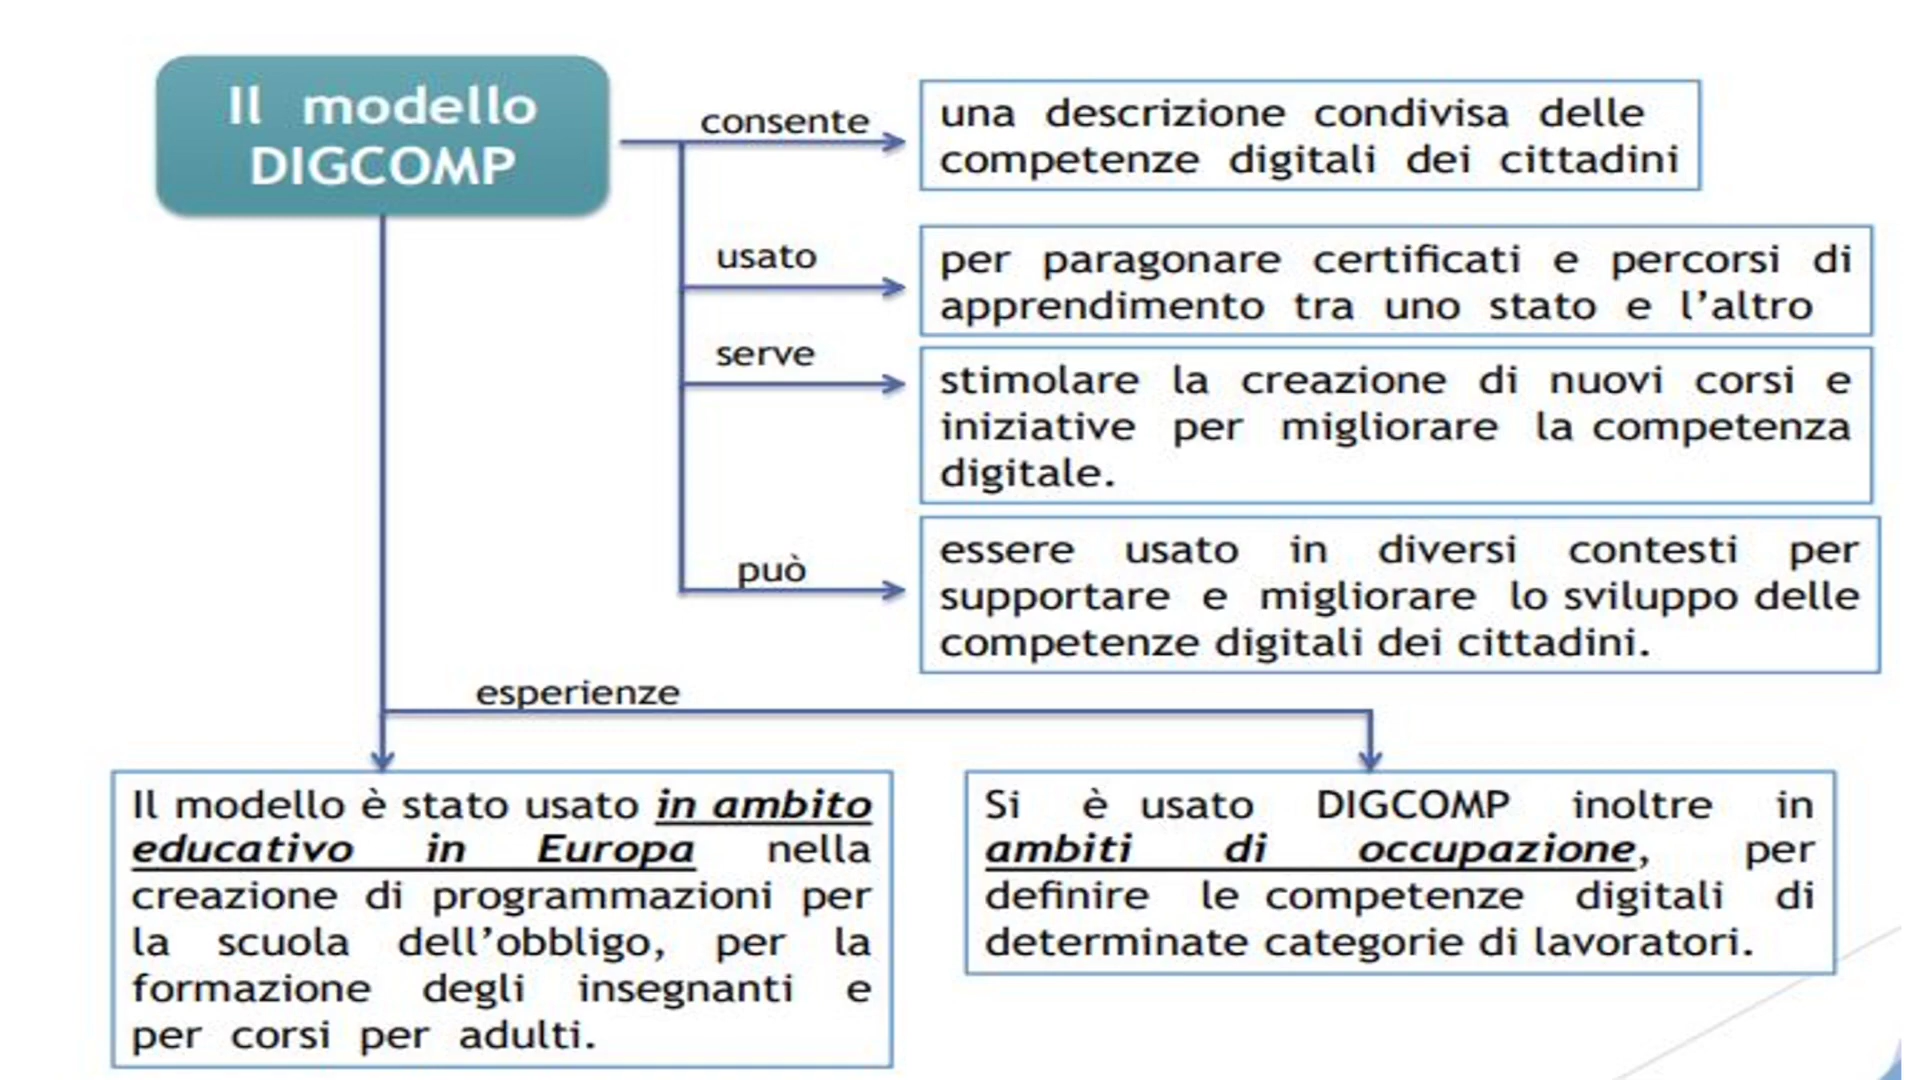 Il modello
DIGCOMP
consente
una descrizione condivisa delle
competenze digitali dei cittadini
usato
per paragonare certificati e percorsi di
apprendimento tra uno stato e l’altro
serve
stimolare la creazione di nuovi corsi e
iniziative per migliorare la competenza
digitale.
può
essere usato in diversi contesti per
supportare e migliorare lo sviluppo delle
competenze digitali dei cittadini.
esperienze
Il modello è stato usato in ambito
educativo in Europa nella
creazione di programmazioni per
la scuola dell’obbligo, per la
formazione degli insegnanti e
per corsi per adulti.
Si è usato DIGCOMP inoltre in
ambiti di occupazione, per
definire le competenze digitali di
determinate categorie di lavoratori.